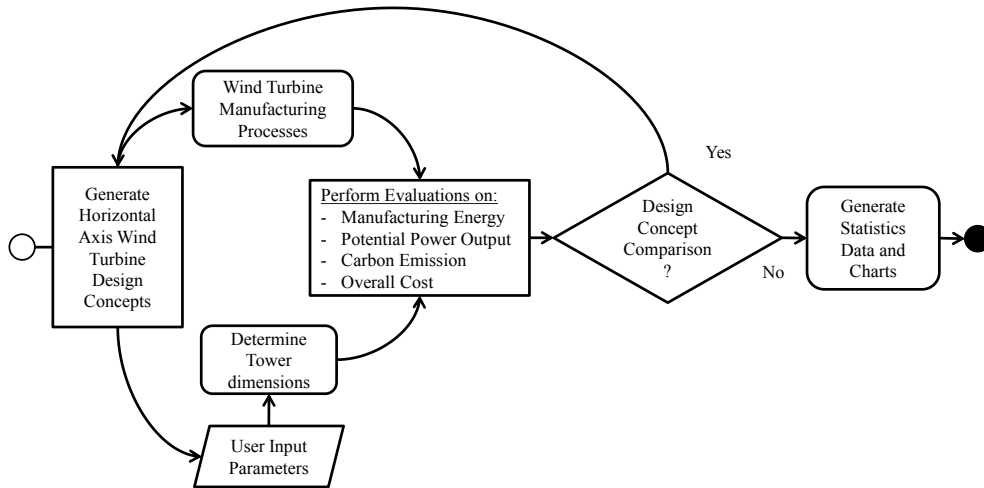 Wind Turbine
Manufacturing
Processes
Yes
Generate
Horizontal
Axis Wind
Turbine
Design
Concepts
Perform Evaluations on:
- Manufacturing Energy
- Potential Power Output
- Carbon Emission
- Overall Cost
Design
Concept
Comparison
?
No
Generate
Statistics
Data and
Charts
Determine
Tower
dimensions
User Input
Parameters